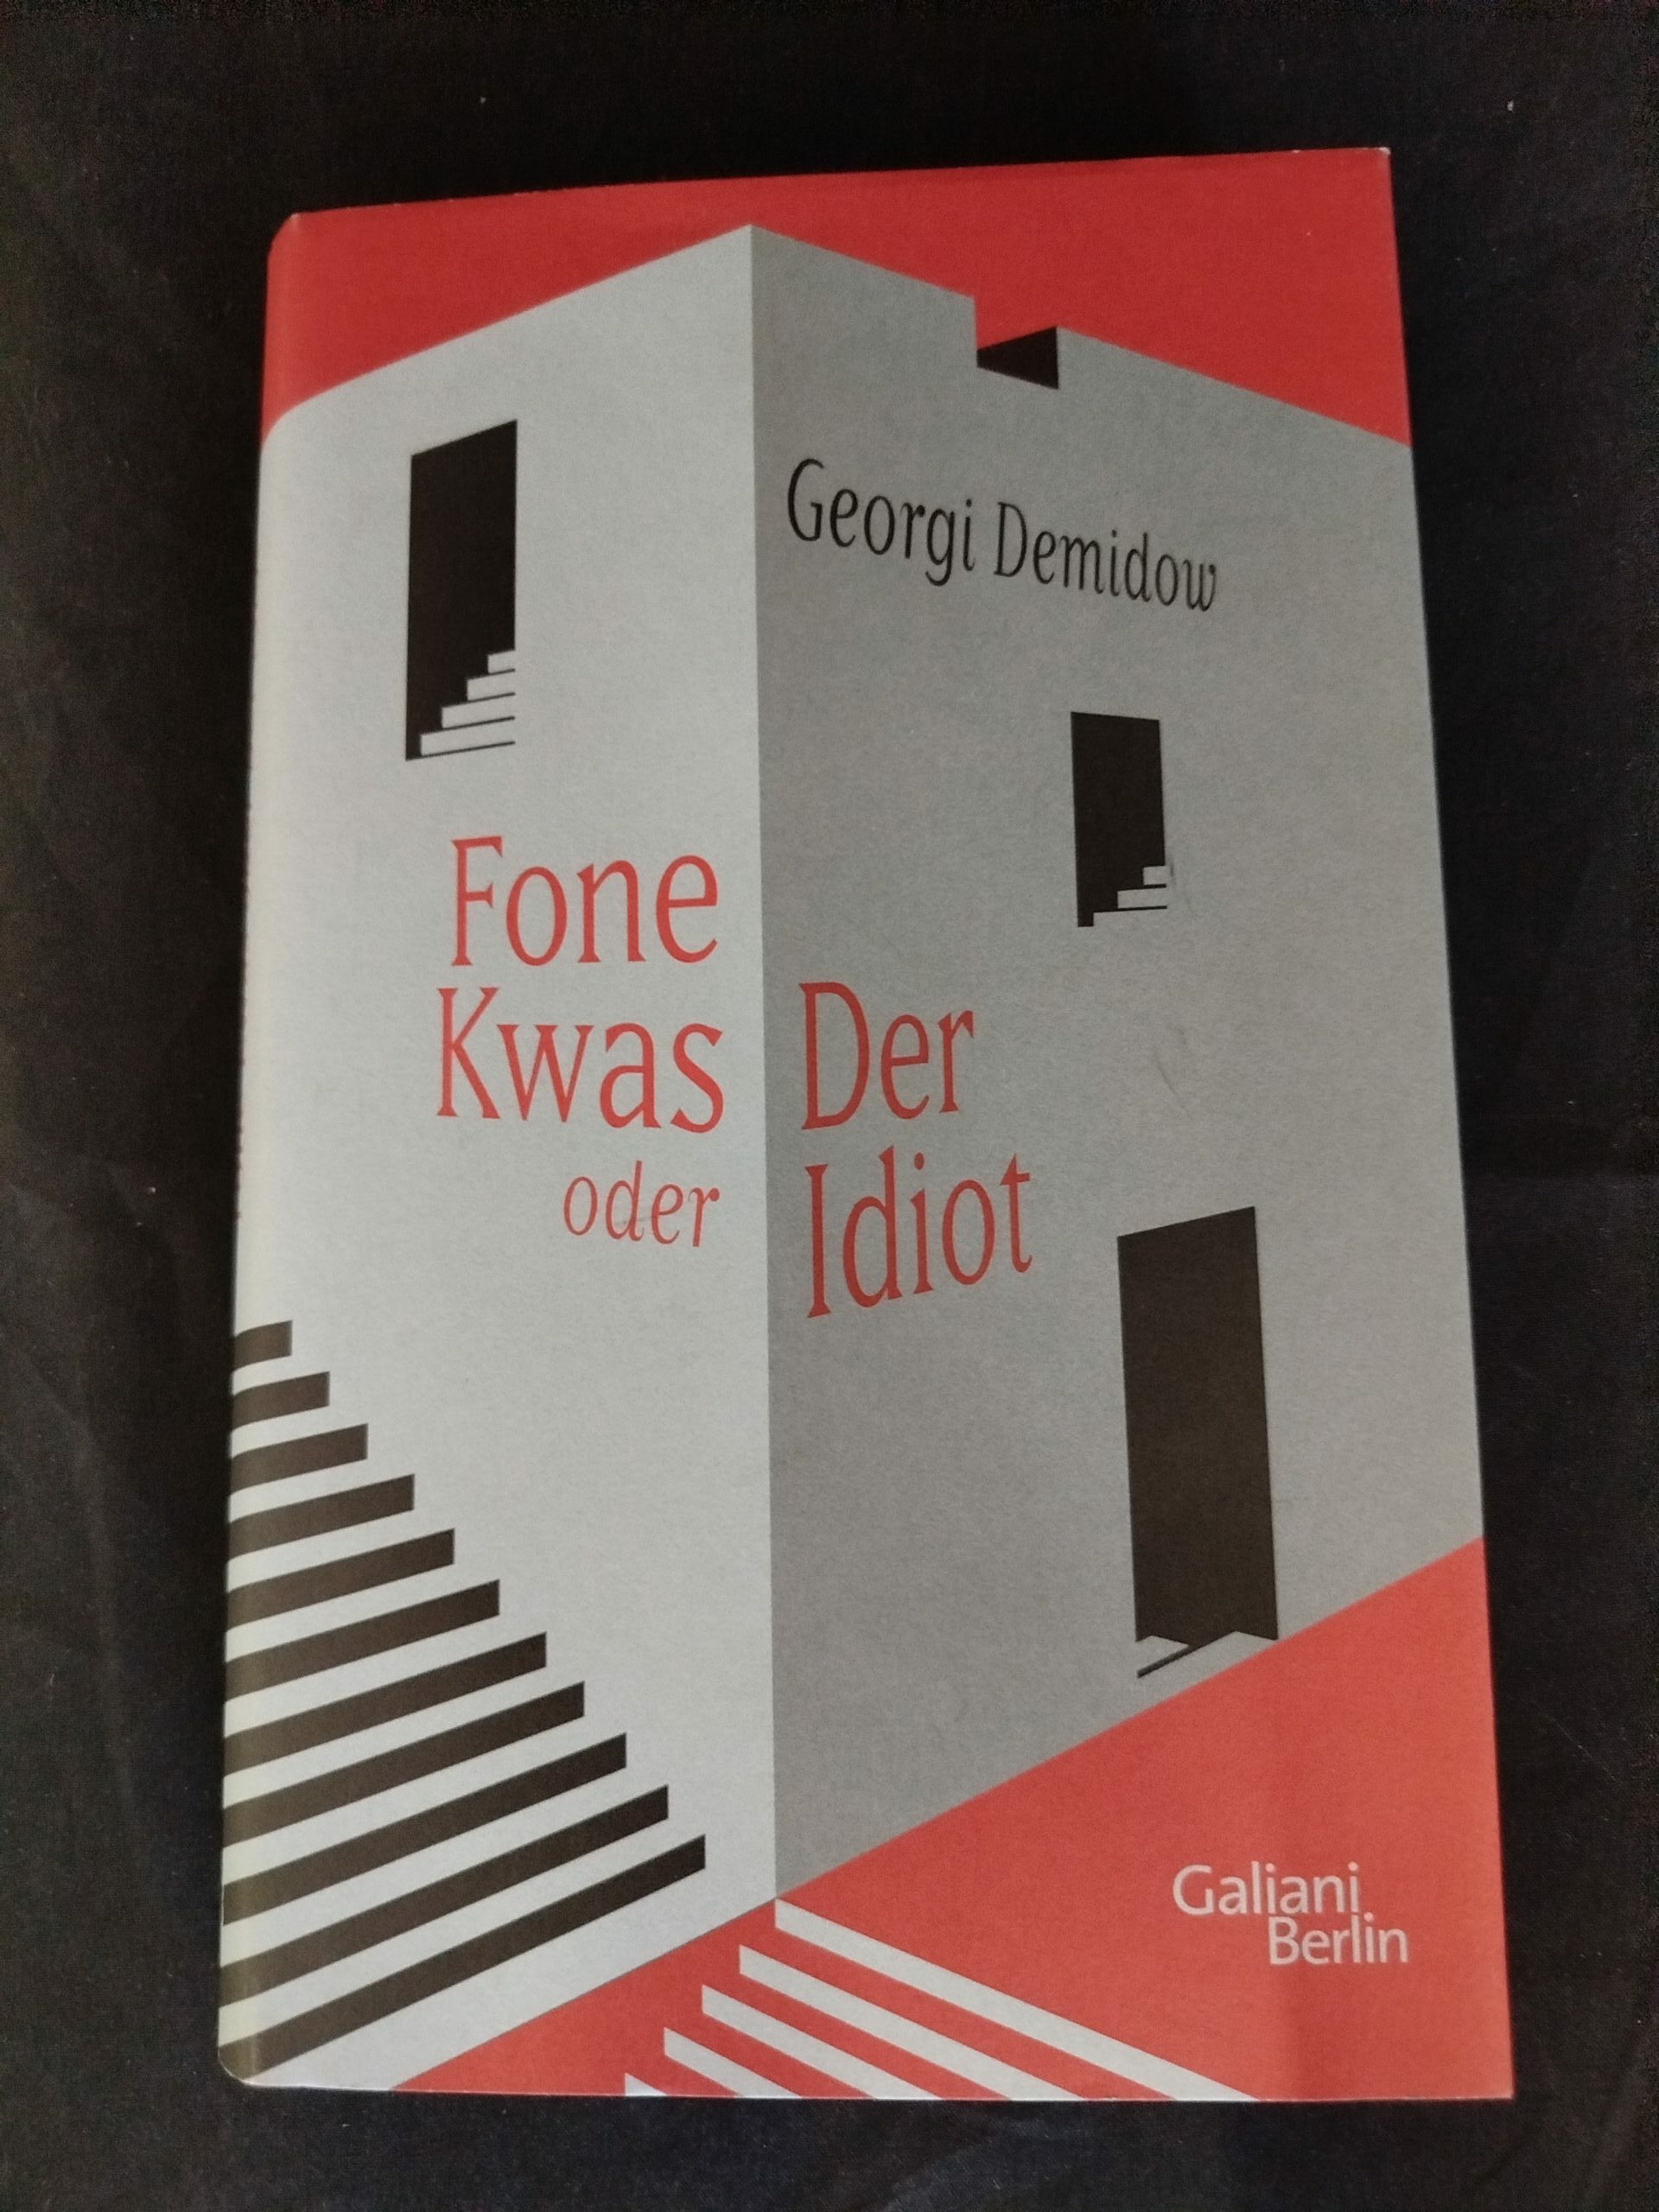 Georgi Demidow
Fone
Kwas
oder
Der
Idiot
Galiani
Berlin